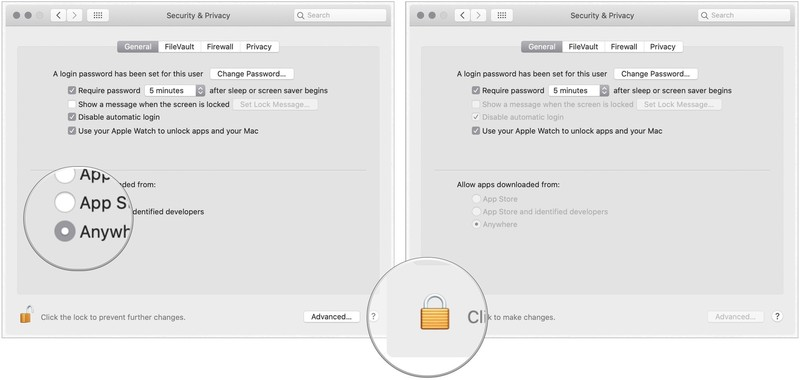 Security & Privacy
Search
General FileVault Firewall Privacy
A login password has been set for this user Change Password...
Require password 5 minutes after sleep or screen saver begins
Show a message when the screen is locked Set Lock Message...
Disable automatic login
Use your Apple Watch to unlock apps and your Mac
App
aded from:
App S
identified developers
Anywh
Click the lock to prevent further changes.
Advanced... ?
Security & Privacy
Search
General FileVault Firewall Privacy
A login password has been set for this user Change Password...
Require password 5 minutes after sleep or screen saver begins
Show a message when the screen is locked Set Lock Message...
Disable automatic login
Use your Apple Watch to unlock apps and your Mac
Allow apps downloaded from:
App Store
App Store and identified developers
Anywhere
Cli k to make changes.
Advanced... ?